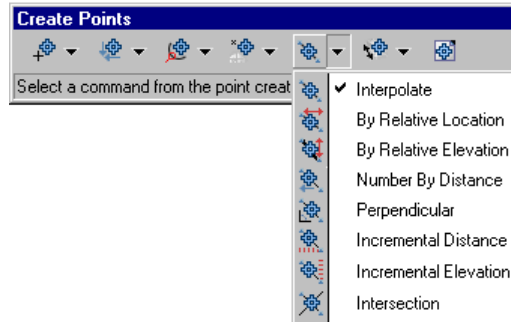 Create Points
Select a command from the point creat
Interpolate
By Relative Location
By Relative Elevation
Number By Distance
Perpendicular
Incremental Distance
Incremental Elevation
Intersection